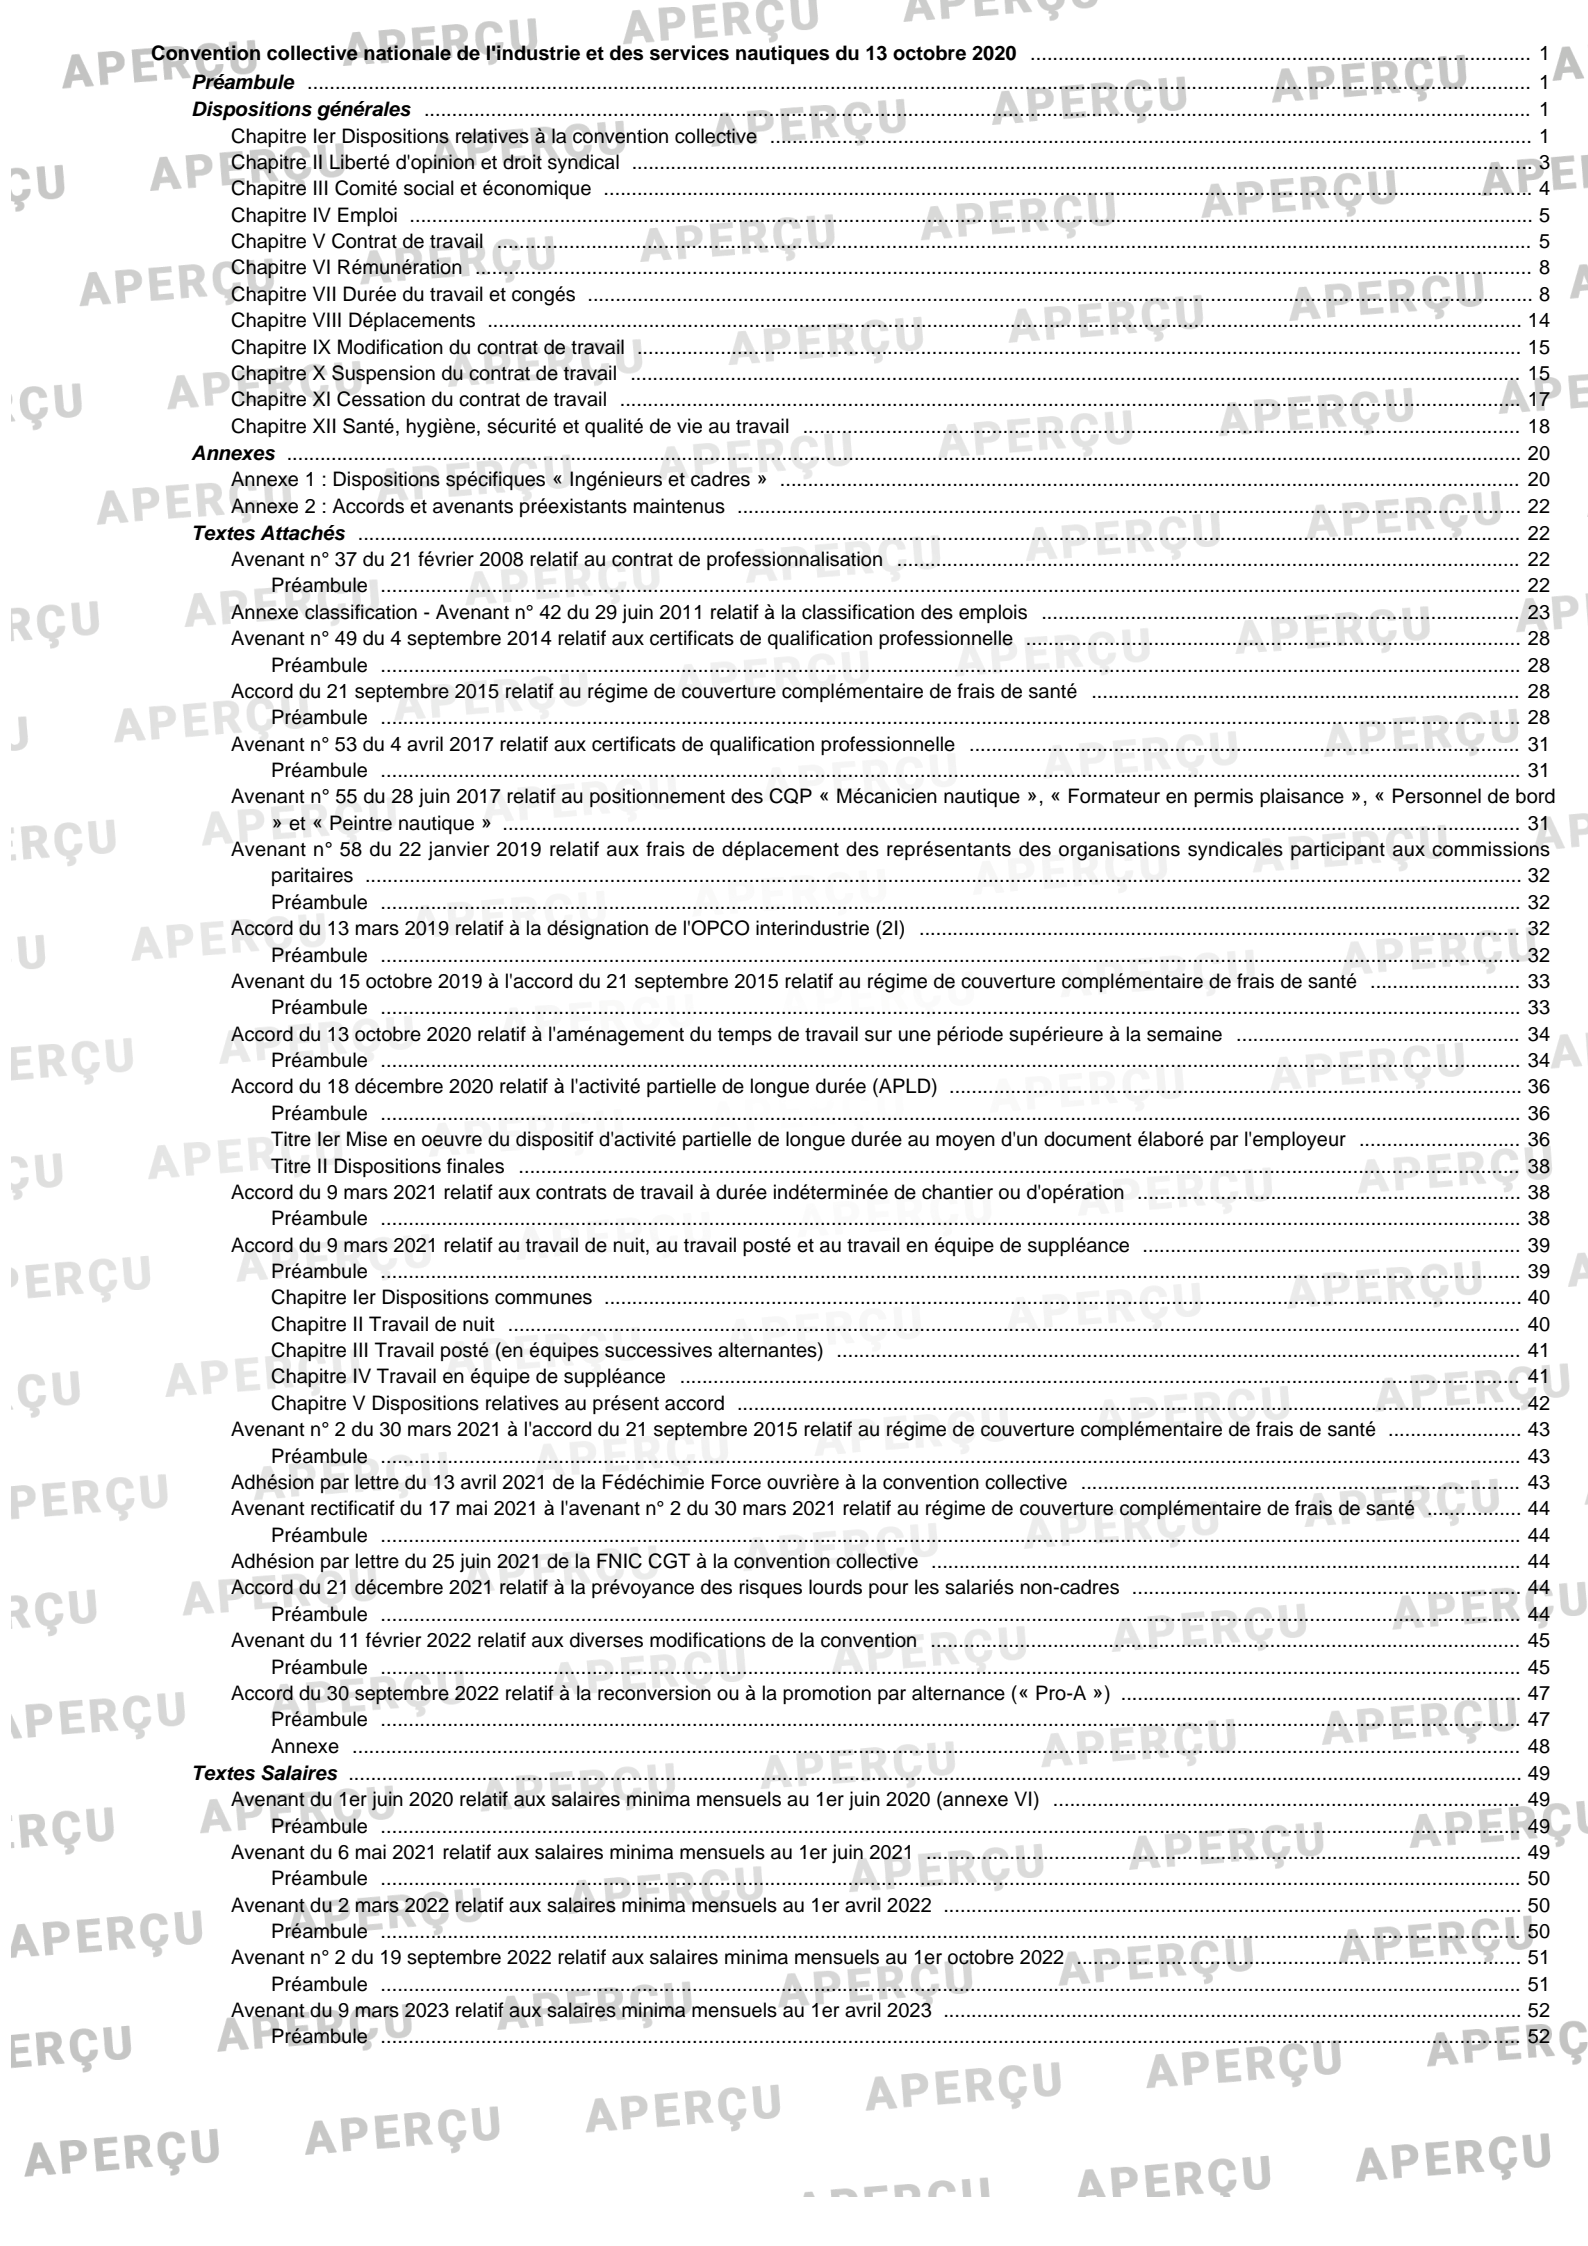 Convention collective nationale de l'industrie et des services nautiques du 13 octobre 2020 ... 1
Préambule ... 1
Dispositions générales ... 1
Chapitre Ier Dispositions relatives à la convention collective ... 1
Chapitre II Liberté d'opinion et droit syndical ... 3
Chapitre III Comité social et économique ... 4
Chapitre IV Emploi ... 5
Chapitre V Contrat de travail ... 5
Chapitre VI Rémunération ... 8
Chapitre VII Durée du travail et congés ... 8
Chapitre VIII Déplacements ... 14
Chapitre IX Modification du contrat de travail ... 15
Chapitre X Suspension du contrat de travail ... 15
Chapitre XI Cessation du contrat de travail ... 17
Chapitre XII Santé, hygiène, sécurité et qualité de vie au travail ... 18
Annexes ... 20
Annexe 1 : Dispositions spécifiques « Ingénieurs et cadres » ... 20
Annexe 2 : Accords et avenants préexistants maintenus ... 22
Textes Attachés ... 22
Avenant n° 37 du 21 février 2008 relatif au contrat de professionnalisation ... 22
Préambule ... 22
Annexe classification - Avenant n° 42 du 29 juin 2011 relatif à la classification des emplois ... 23
Avenant n° 49 du 4 septembre 2014 relatif aux certificats de qualification professionnelle ... 28
Préambule ... 28
Accord du 21 septembre 2015 relatif au régime de couverture complémentaire de frais de santé ... 28
Préambule ... 28
Avenant n° 53 du 4 avril 2017 relatif aux certificats de qualification professionnelle ... 31
Préambule ... 31
Avenant n° 55 du 28 juin 2017 relatif au positionnement des CQP « Mécanicien nautique », « Formateur en permis plaisance », « Personnel de bord
» et « Peintre nautique » ... 31
Avenant n° 58 du 22 janvier 2019 relatif aux frais de déplacement des représentants des organisations syndicales participant aux commissions
paritaires ... 32
Préambule ... 32
Accord du 13 mars 2019 relatif à la désignation de l'OPCO interindustrie (2I) ... 32
Préambule ... 32
Avenant du 15 octobre 2019 à l'accord du 21 septembre 2015 relatif au régime de couverture complémentaire de frais de santé ... 33
Préambule ... 33
Accord du 13 octobre 2020 relatif à l'aménagement du temps de travail sur une période supérieure à la semaine ... 34
Préambule ... 34
Accord du 18 décembre 2020 relatif à l'activité partielle de longue durée (APLD) ... 36
Préambule ... 36
Titre Ier Mise en oeuvre du dispositif d'activité partielle de longue durée au moyen d'un document élaboré par l'employeur ... 36
Titre II Dispositions finales ... 38
Accord du 9 mars 2021 relatif aux contrats de travail à durée indéterminée de chantier ou d'opération ... 38
Préambule ... 38
Accord du 9 mars 2021 relatif au travail de nuit, au travail posté et au travail en équipe de suppléance ... 39
Préambule ... 39
Chapitre Ier Dispositions communes ... 40
Chapitre II Travail de nuit ... 40
Chapitre III Travail posté (en équipes successives alternantes) ... 41
Chapitre IV Travail en équipe de suppléance ... 41
Chapitre V Dispositions relatives au présent accord ... 42
Avenant n° 2 du 30 mars 2021 à l'accord du 21 septembre 2015 relatif au régime de couverture complémentaire de frais de santé ... 43
Préambule ... 43
Adhésion par lettre du 13 avril 2021 de la Fédéchimie Force ouvrière à la convention collective ... 43
Avenant rectificatif du 17 mai 2021 à l'avenant n° 2 du 30 mars 2021 relatif au régime de couverture complémentaire de frais de santé ... 44
Préambule ... 44
Adhésion par lettre du 25 juin 2021 de la FNIC CGT à la convention collective ... 44
Accord du 21 décembre 2021 relatif à la prévoyance des risques lourds pour les salariés non-cadres ... 44
Préambule ... 44
Avenant du 11 février 2022 relatif aux diverses modifications de la convention ... 45
Préambule ... 45
Accord du 30 septembre 2022 relatif à la reconversion ou à la promotion par alternance (« Pro-A ») ... 47
Préambule ... 47
Annexe ... 48
Textes Salaires ... 49
Avenant du 1er juin 2020 relatif aux salaires minima mensuels au 1er juin 2020 (annexe VI) ... 49
Préambule ... 49
Avenant du 6 mai 2021 relatif aux salaires minima mensuels au 1er juin 2021 ... 49
Préambule ... 50
Avenant du 2 mars 2022 relatif aux salaires minima mensuels au 1er avril 2022 ... 50
Préambule ... 50
Avenant n° 2 du 19 septembre 2022 relatif aux salaires minima mensuels au 1er octobre 2022 ... 51
Préambule ... 51
Avenant du 9 mars 2023 relatif aux salaires minima mensuels au 1er avril 2023 ... 52
Préambule ... 52
APERÇU